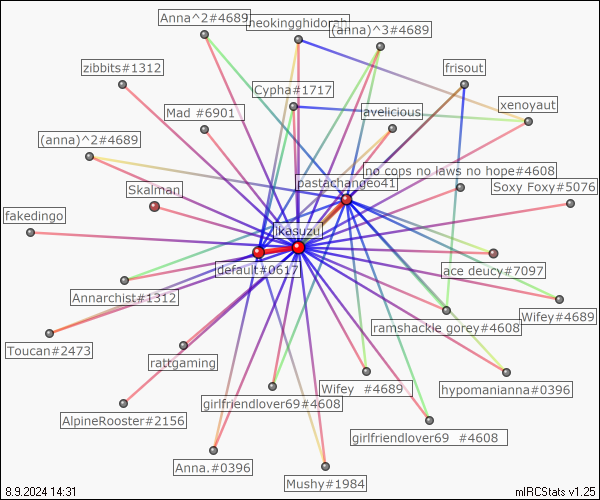 Anna^2#4689
neokingghidorah
(anna)^3#4689
zibbits#1312
frisout
Cypha#1717
xenoyaut
Mad #6901
avelicious
(anna)^2#4689
no cops no laws no hope#4608
pastachangeo41
Skalman
Soxy Foxy#5076
fakedingo
jkasuzu
default#0617
ace deucy#7097
Annarchist#1312
Wifey#4689
ramshackle gorey#4608
Toucan#2473
rattgaming
Wifey #4689
hypomanianna#0396
girlfriendlover69#4608
AlpineRooster#2156
girlfriendlover69 #4608
Anna.#0396
Mushy#1984
8.9.2024 14:31
mIRCStats v1.25